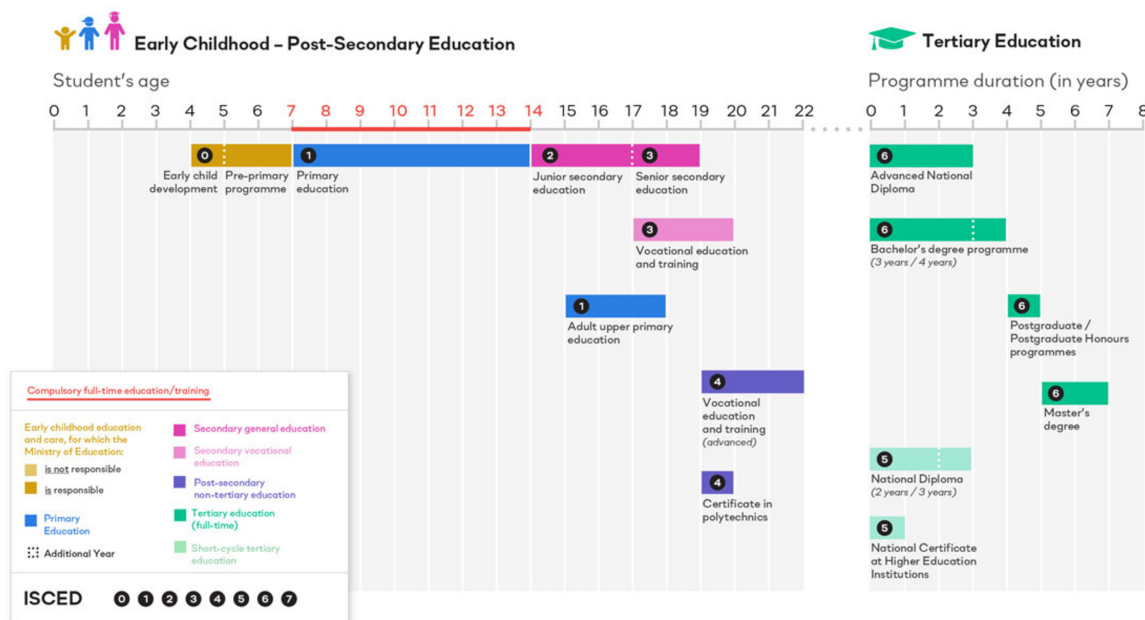 Early Childhood – Post-Secondary Education
Tertiary Education
Student's age
Programme duration (in years)
0 1 2 3 4 5 6 7 8 9 10 11 12 13 14 15 16 17 18 19 20 21 22
0 1 2 3 4 5 6 7 8
0
1
2
3
6
Early child
development
Pre-primary
programme
Primary
education
Junior secondary
education
Senior secondary
education
Advanced National
Diploma
3
6
Vocational education
and training
Bachelor's degree programme
(3 years / 4 years)
1
6
Adult upper primary
education
Postgraduate /
Postgraduate Honours
programmes
4
6
Vocational
education
and training
(advanced)
Master's
degree
4
5
Certificate in
polytechnics
National Diploma
(2 years / 3 years)
5
National Certificate
at Higher Education
Institutions
Compulsory full-time education/training
Early childhood education
and care, for which the
Ministry of Education:
is not responsible
is responsible
Primary
Education
Additional Year
Secondary general education
Secondary vocational
education
Post-secondary
non-tertiary education
Tertiary education
(full-time)
Short-cycle tertiary
education
ISCED 0 1 2 3 4 5 6 7